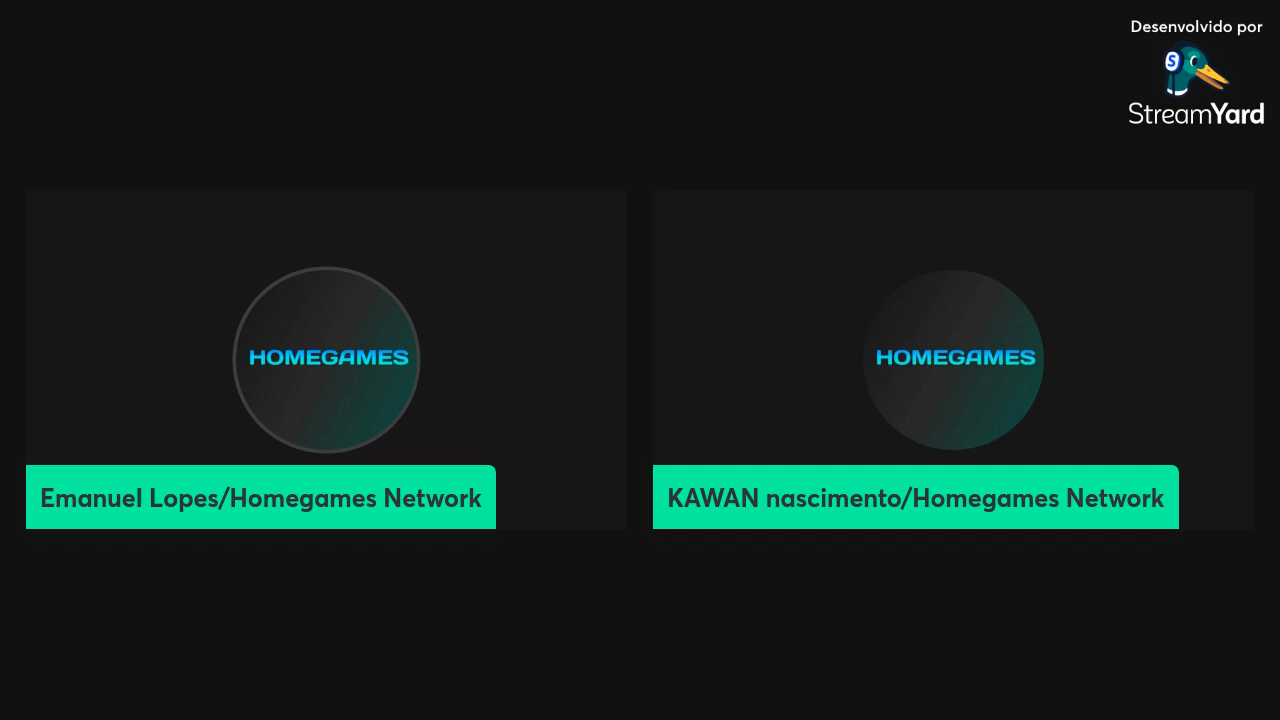 Desenvolvido por
S
StreamYard
HOMEGAMES
HOMEGAMES
Emanuel Lopes/Homegames Network
KAWAN nascimento/Homegames Network